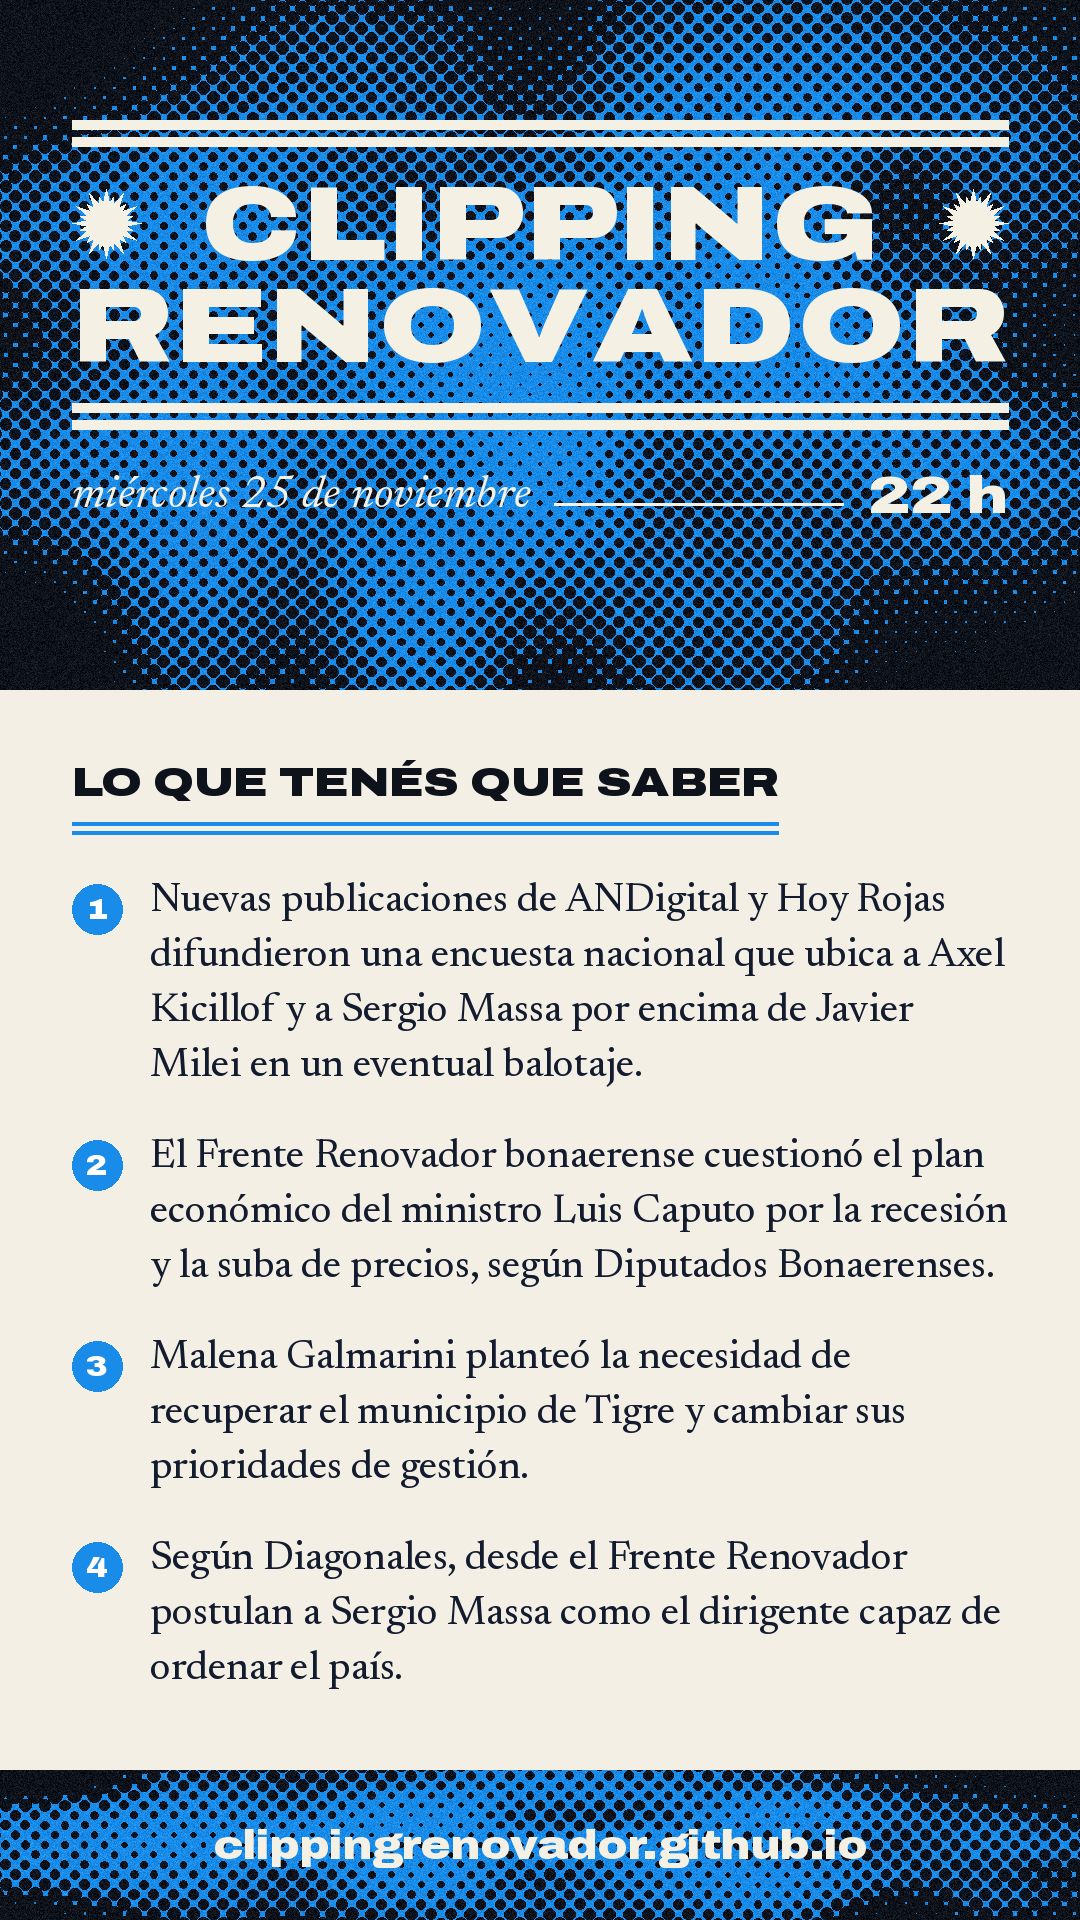 CLIPPING
RENOVADOR
miércoles 25 de noviembre 22 h
LO QUE TENÉS QUE SABER
1 Nuevas publicaciones de ANDigital y Hoy Rojas
difundieron una encuesta nacional que ubica a Axel
Kicillof y a Sergio Massa por encima de Javier
Milei en un eventual balotaje.
2 El Frente Renovador bonaerense cuestionó el plan
económico del ministro Luis Caputo por la recesión
y la suba de precios, según Diputados Bonaerenses.
3 Malena Galmarini planteó la necesidad de
recuperar el municipio de Tigre y cambiar sus
prioridades de gestión.
4 Según Diagonales, desde el Frente Renovador
postulan a Sergio Massa como el dirigente capaz de
ordenar el país.
clippingrenovador.github.io